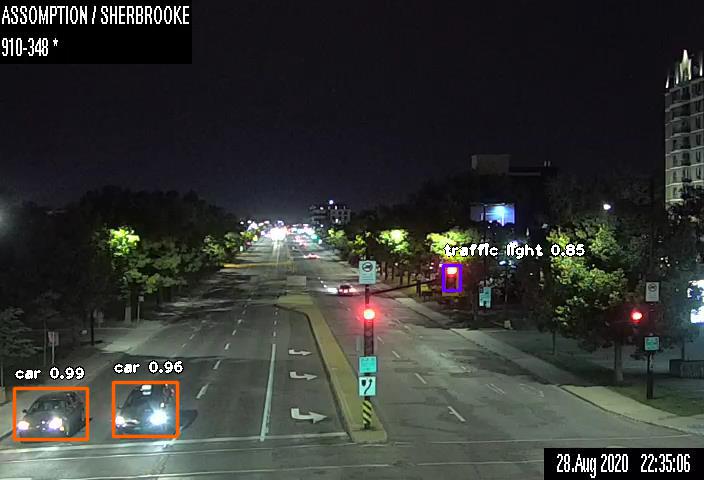 ASSOMPTION / SHERBROOKE
910-348 *
traffic light 0.85
car 0.99
car 0.96
28.Aug 2020 22:35:06